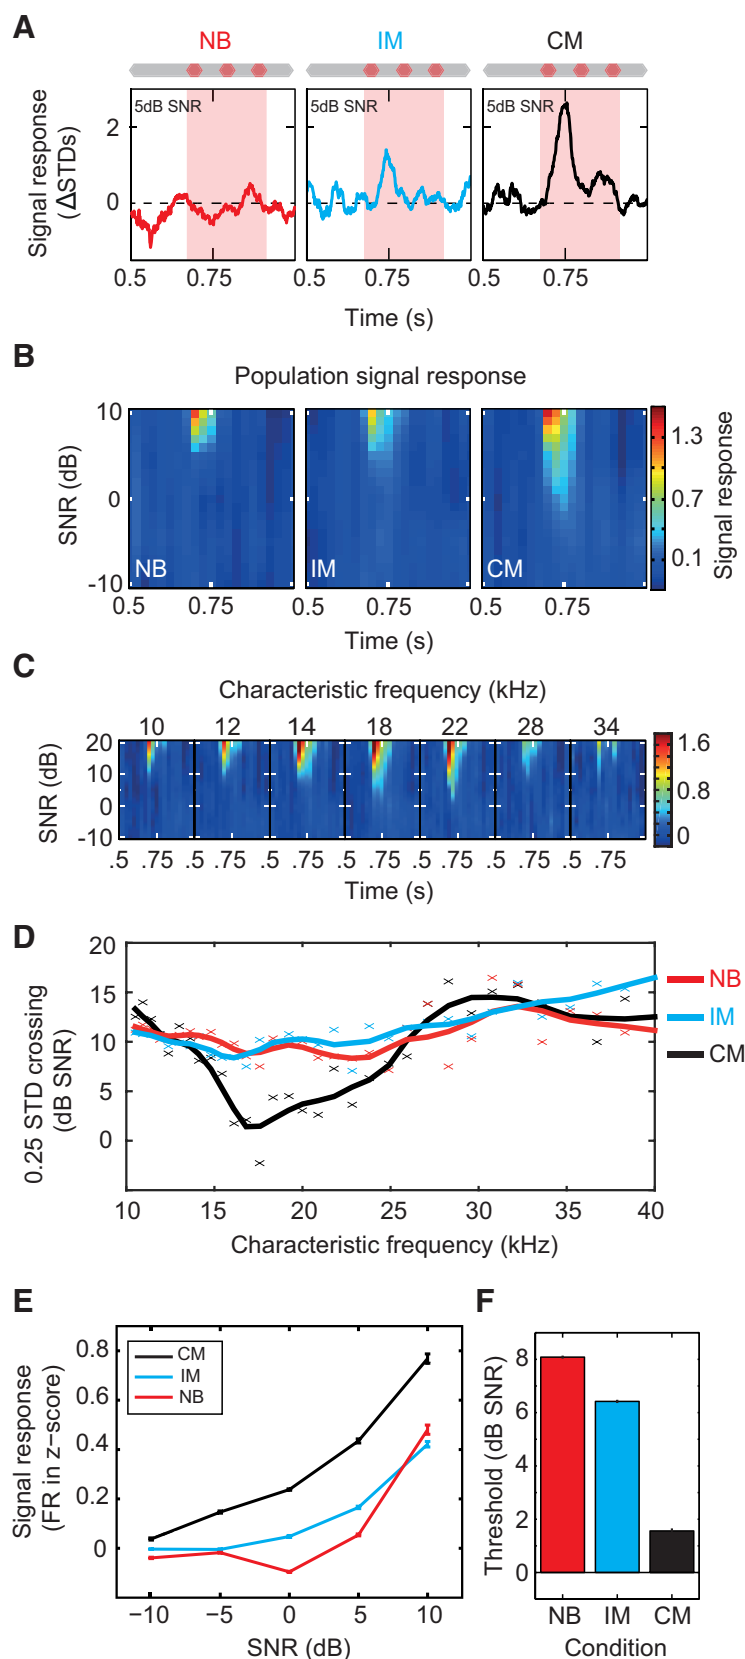 A
NB IM CM
5dB SNR 5dB SNR 5dB SNR
Signal response
(ΔSTDs)
2
0
0.5 0.75 0.5 0.75 0.5 0.75
Time (s)
B
Population signal response
SNR (dB)
10
0
-10
NB IM CM
0.5 0.75 0.5 0.75 0.5 0.75
Time (s)
1.3
0.7
0.1
Signal response
C
Characteristic frequency (kHz)
10 12 14 18 22 28 34
SNR (dB)
20
10
0
-10
.5 .75 .5 .75 .5 .75 .5 .75 .5 .75 .5 .75 .5 .75
Time (s)
1.6
0.8
0
D
0.25 STD crossing
(dB SNR)
20
15
10
5
0
10 15 20 25 30 35 40
Characteristic frequency (kHz)
NB
IM
CM
E
Signal response
(FR in z−score)
0.8
0.6
0.4
0.2
0
CM
IM
NB
−10 −5 0 5 10
SNR (dB)
F
Threshold (dB SNR)
8
6
4
2
0
NB IM CM
Condition